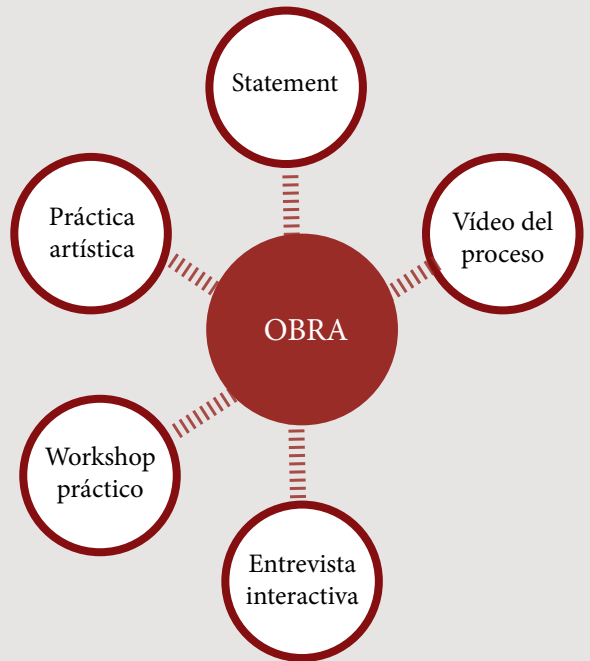 Statement
Práctica
artística
Vídeo del
proceso
OBRA
Workshop
práctico
Entrevista
interactiva